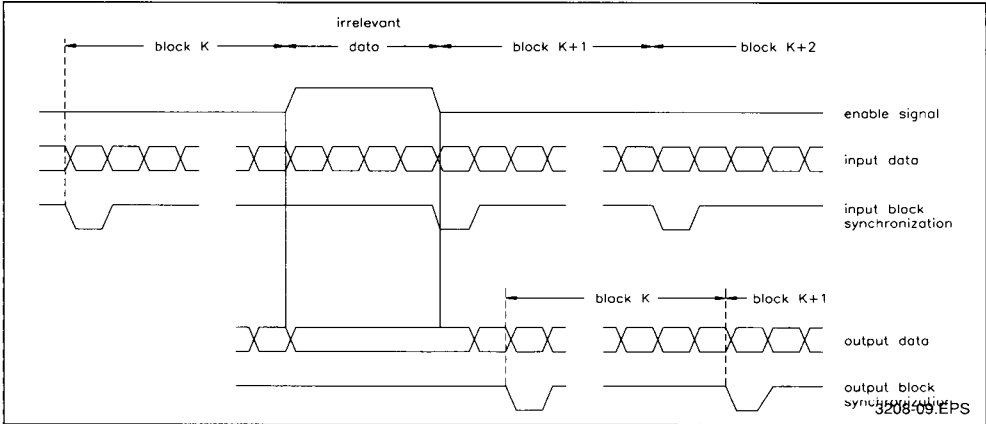 irrelevant
block K
data
block K+1
block K+2
enable signal
input data
input block
synchronization
block K
block K+1
output data
output block
3208-09.EPS